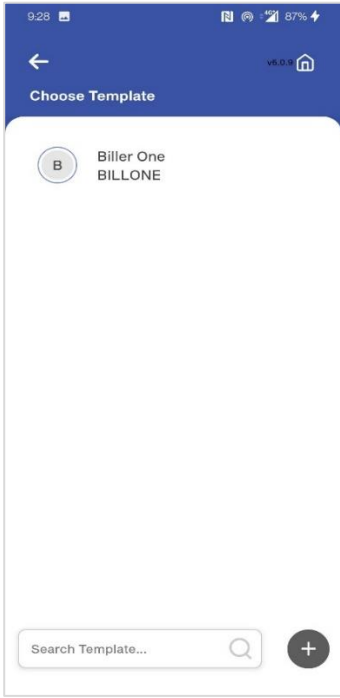 9:28
87%
v6.0.9
Choose Template
B
Biller One
BILLONE
Search Template...
+